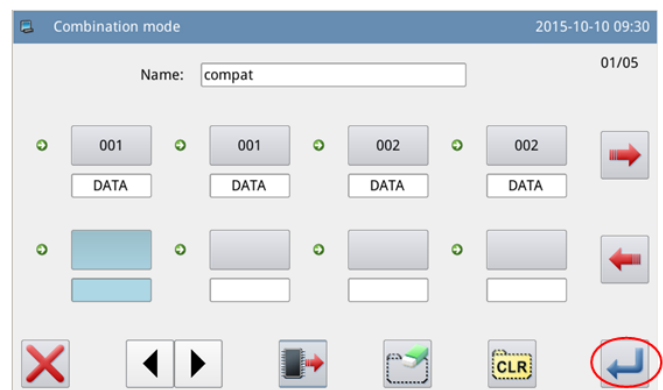 Combination mode 2015-10-10 09:30
Name: compat 01/05
001 001 002 002
DATA DATA DATA DATA
CLR